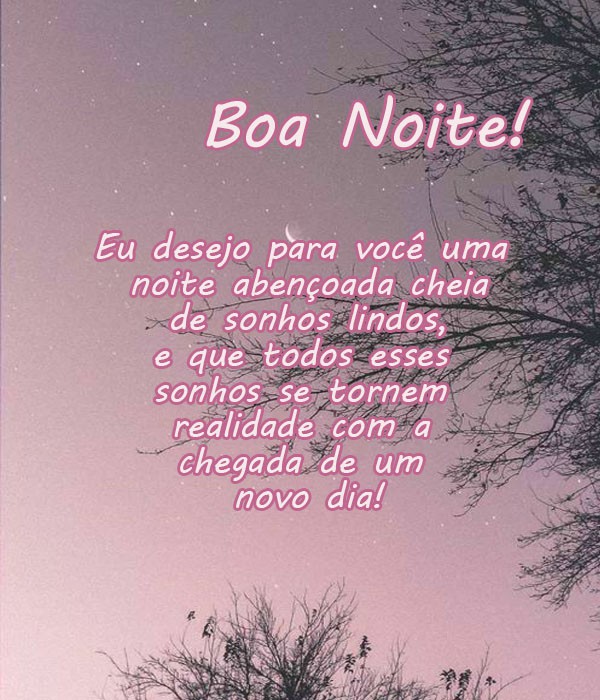 Boa Noite!
Eu desejo para você uma
noite abençoada cheia
de sonhos lindos,
e que todos esses
sonhos se tornem
realidade com a
chegada de um
novo dia!